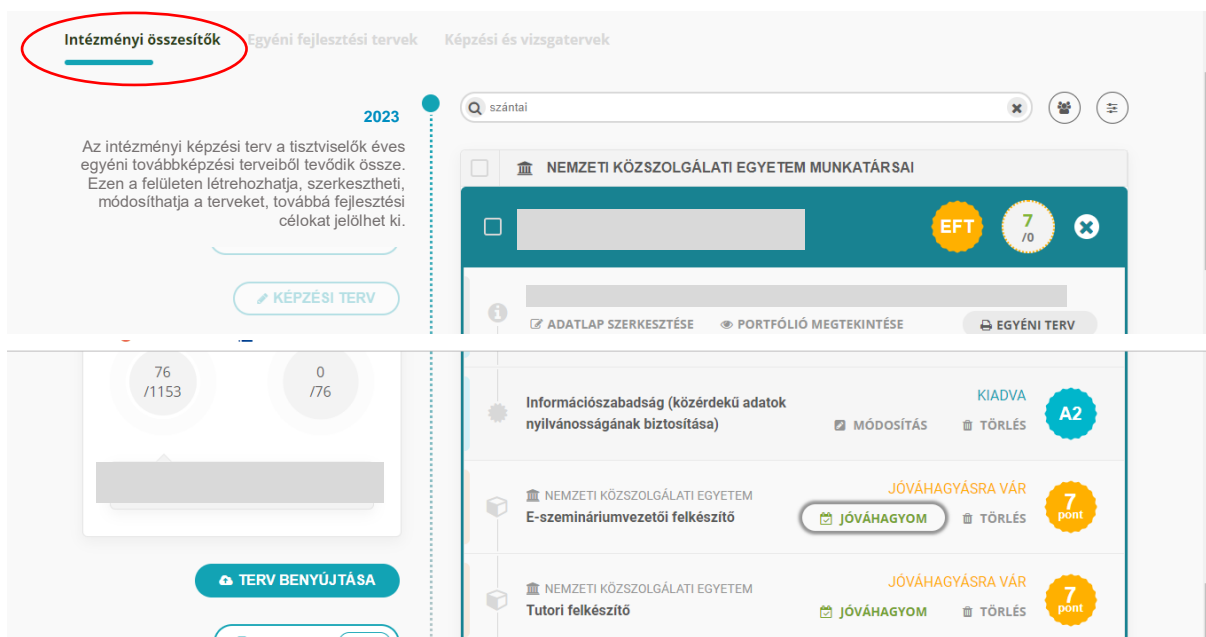 Intézményi összesítők Egyéni fejlesztési tervek Képzési és vizsgatervek
2023
Az intézményi képzési terv a tisztviselők éves
egyéni továbbképzési terveiből tevődik össze.
Ezen a felületen létrehozhatja, szerkesztheti,
módosíthatja a terveket, továbbá fejlesztési
célokat jelölhet ki.
KÉPZÉSI TERV
76
/1153
0
/76
TERV BENYÚJTÁSA
szántai
NEMZETI KÖZSZOLGÁLATI EGYETEM MUNKATÁRSAI
EFT
7
/0
ADATLAP SZERKESZTÉSE PORTFÓLIÓ MEGTEKINTÉSE EGYÉNI TERV
Információszabadság (közérdekű adatok
nyilvánosságának biztosítása)
KIADVA
MÓDOSÍTÁS TÖRLÉS
A2
NEMZETI KÖZSZOLGÁLATI EGYETEM
E-szemináriumvezetői felkészítő
JÓVÁHAGYÁSRA VÁR
JÓVÁHAGYOM TÖRLÉS
7
pont
NEMZETI KÖZSZOLGÁLATI EGYETEM
Tutori felkészítő
JÓVÁHAGYÁSRA VÁR
JÓVÁHAGYOM TÖRLÉS
7
pont